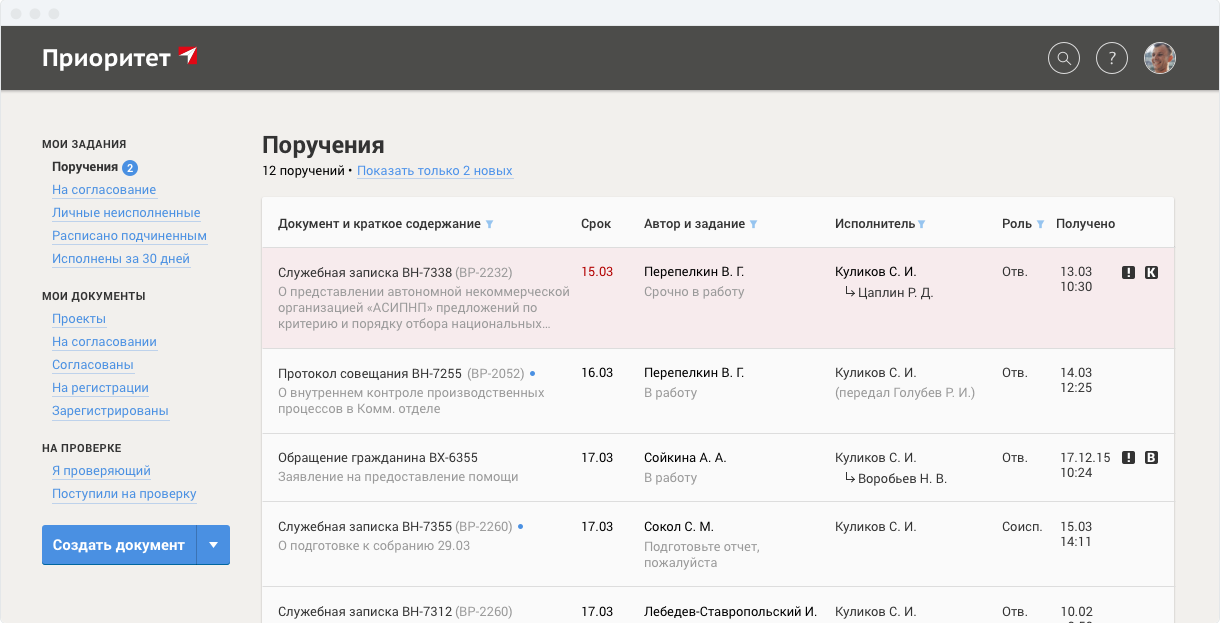 Приоритет
?
МОИ ЗАДАНИЯ
Поручения 2
На согласование
Личные неисполненные
Расписано подчиненным
Исполнены за 30 дней
МОИ ДОКУМЕНТЫ
Проекты
На согласовании
Согласованы
На регистрации
Зарегистрированы
НА ПРОВЕРКЕ
Я проверяющий
Поступили на проверку
Создать документ
Поручения
12 поручений • Показать только 2 новых
Документ и краткое содержание Срок Автор и задание Исполнитель Роль Получено
Служебная записка ВН-7338 (ВР-2232) 15.03 Перепелкин В. Г. Куликов С. И. Отв. 13.03 ! К
О представлении автономной некоммерческой Срочно в работу Цаплин Р. Д. 10:30
организацией «АСИПНП» предложений по
критерию и порядку отбора национальных...
Протокол совещания ВН-7255 (ВР-2052) • 16.03 Перепелкин В. Г. Куликов С. И. Отв. 14.03
О внутреннем контроле производственных В работу (передал Голубев Р. И.) 12:25
процессов в Комм. отделе
Обращение гражданина ВХ-6355 17.03 Сойкина А. А. Куликов С. И. Отв. 17.12.15 ! В
Заявление на предоставление помощи В работу Воробьев Н. В. 10:24
Служебная записка ВН-7355 (ВР-2260) • 17.03 Сокол С. М. Куликов С. И. Соисп. 15.03
О подготовке к собранию 29.03 Подготовьте отчет, 14:11
пожалуйста
Служебная записка ВН-7312 (ВР-2260) 17.03 Лебедев-Ставропольский И. Куликов С. И. Отв. 10.02